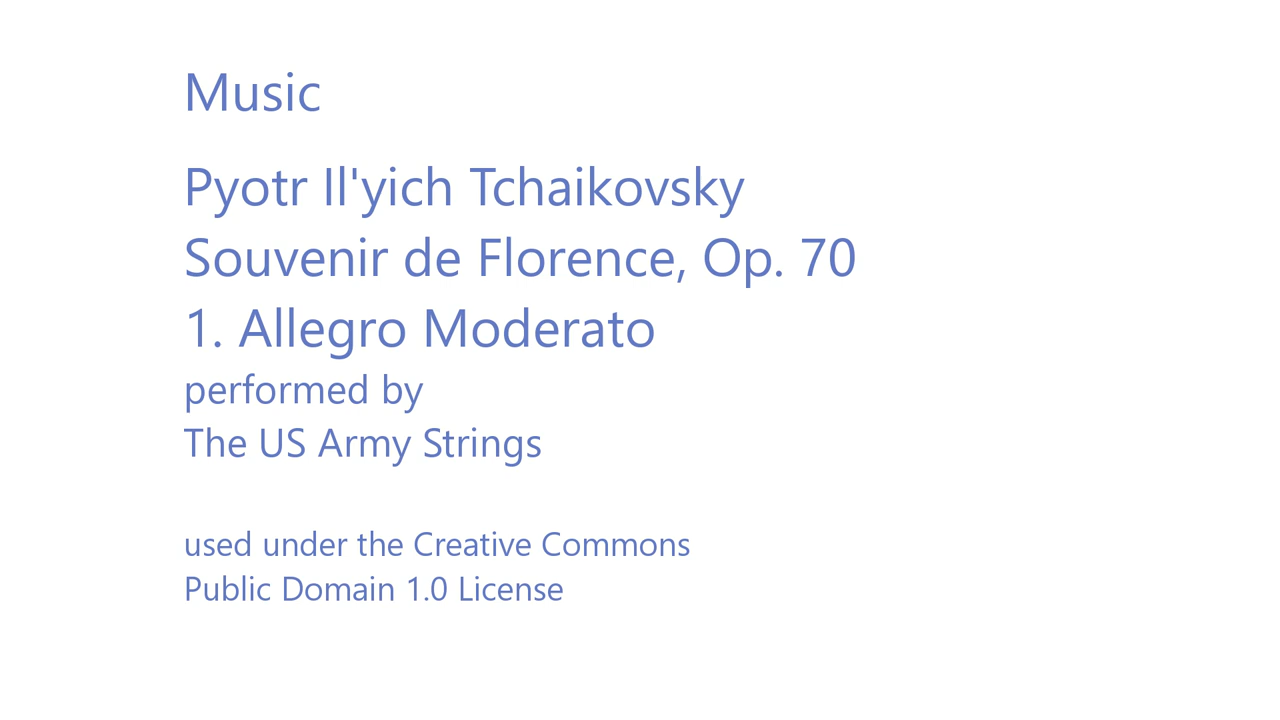 Music
Pyotr Il'yich Tchaikovsky
Souvenir de Florence, Op. 70
1. Allegro Moderato
performed by
The US Army Strings
used under the Creative Commons
Public Domain 1.0 License